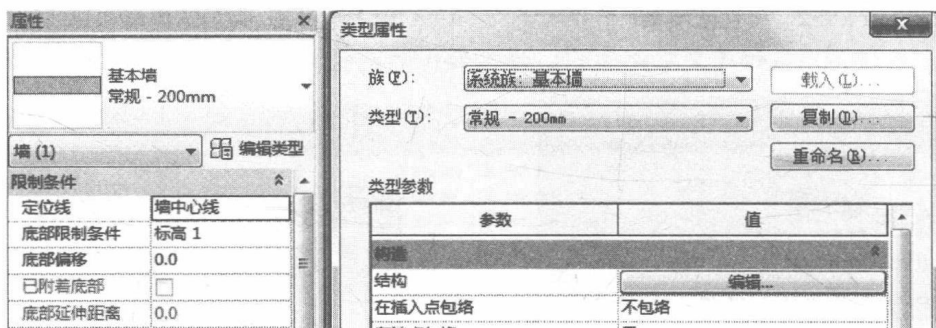 属性
基本墙
常规 - 200mm
墙 (1)
编辑类型
限制条件
定位线 墙中心线
底部限制条件 标高 1
底部偏移 0.0
已附着底部
底部延伸距离 0.0
类型属性
族(F): 系统族: 基本墙 载入(L)...
类型(T): 常规 - 200mm 复制(D)...
重命名(R)...
类型参数
参数 值
构造
结构 编辑...
在插入点包络 不包络